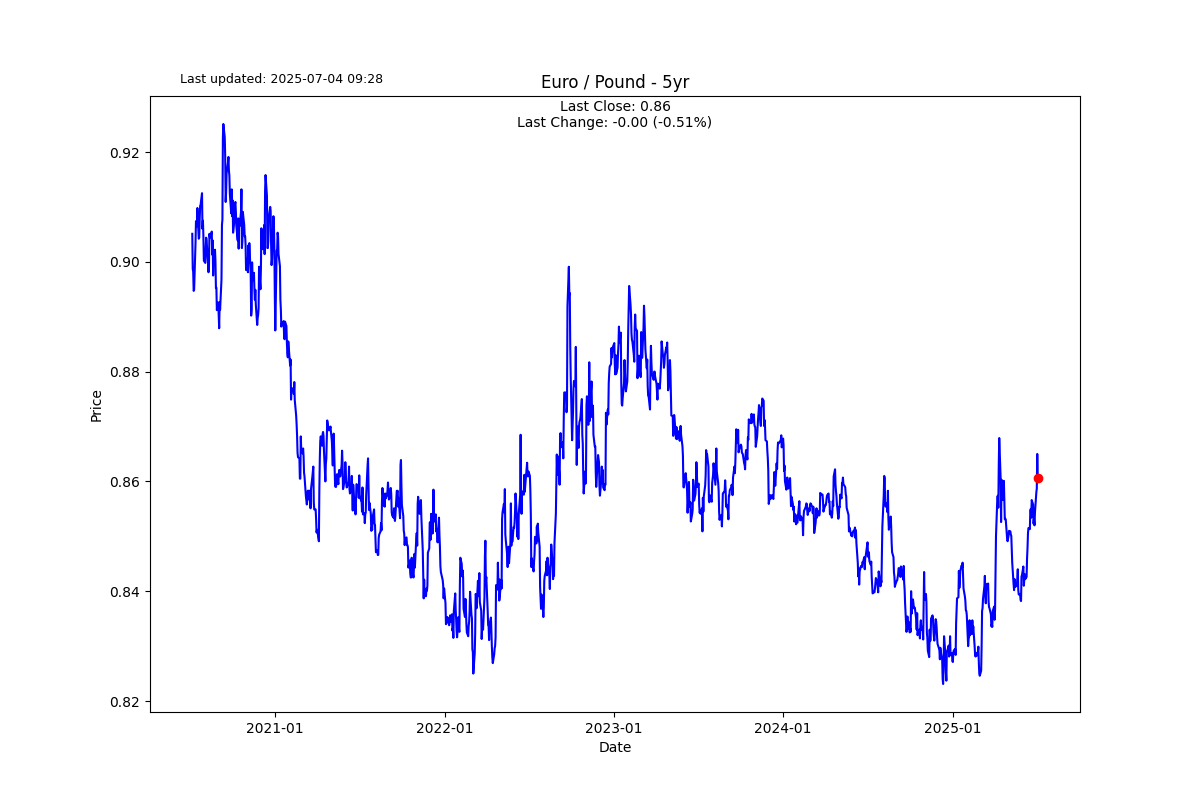 Last updated: 2025-07-04 09:28
Euro / Pound - 5yr
Last Close: 0.86
Last Change: -0.00 (-0.51%)
0.92
0.90
0.88
0.86
0.84
0.82
Price
2021-01
2022-01
2023-01
2024-01
2025-01
Date